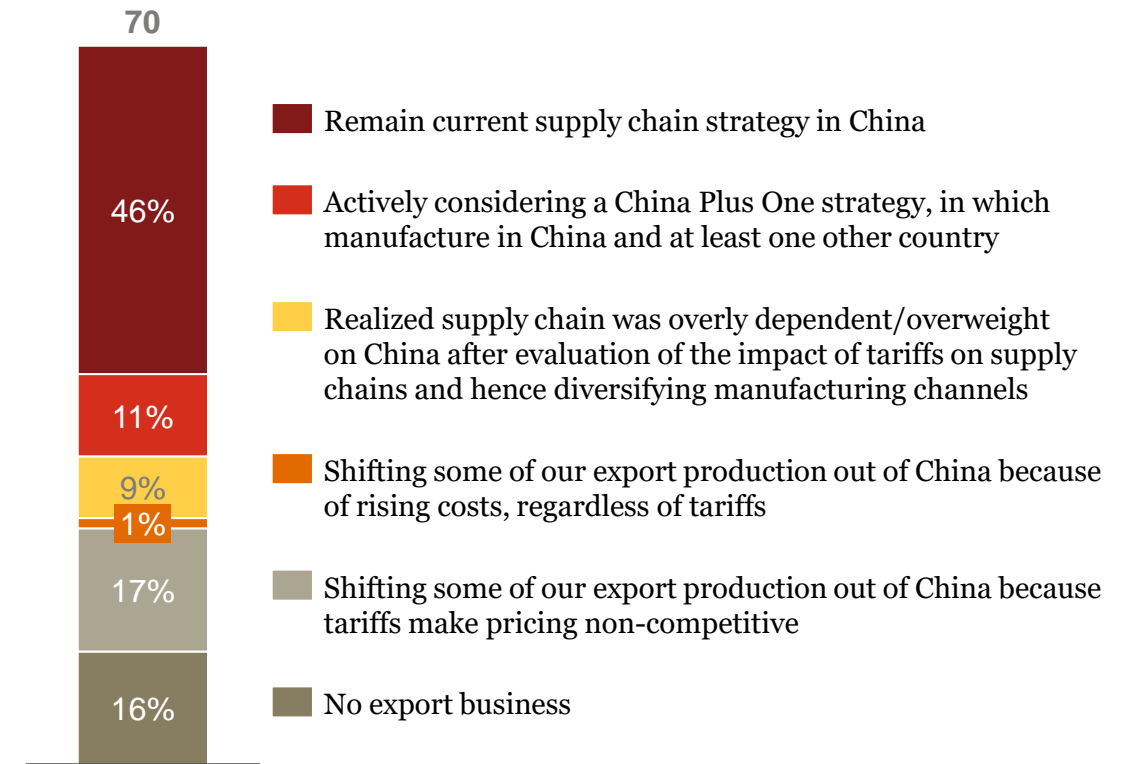 70
46%
11%
9%
1%
17%
16%
Remain current supply chain strategy in China
Actively considering a China Plus One strategy, in which
manufacture in China and at least one other country
Realized supply chain was overly dependent/overweight
on China after evaluation of the impact of tariffs on supply
chains and hence diversifying manufacturing channels
Shifting some of our export production out of China because
of rising costs, regardless of tariffs
Shifting some of our export production out of China because
tariffs make pricing non-competitive
No export business